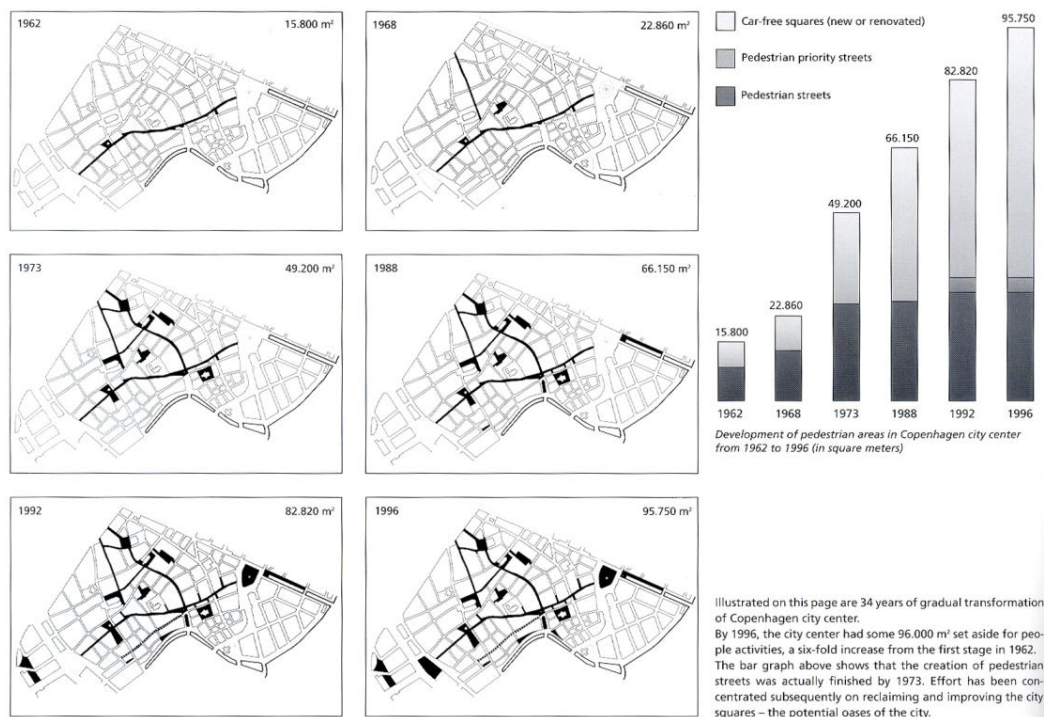 1962 15.800 m²
1968 22.860 m²
1973 49.200 m²
1988 66.150 m²
1992 82.820 m²
1996 95.750 m²
Car-free squares (new or renovated)
Pedestrian priority streets
Pedestrian streets
15.800
22.860
49.200
66.150
82.820
95.750
1962 1968 1973 1988 1992 1996
Development of pedestrian areas in Copenhagen city center
from 1962 to 1996 (in square meters)
Illustrated on this page are 34 years of gradual transformation
of Copenhagen city center.
By 1996, the city center had some 96.000 m² set aside for peo-
ple activities, a six-fold increase from the first stage in 1962.
The bar graph above shows that the creation of pedestrian
streets was actually finished by 1973. Effort has been con-
centrated subsequently on reclaiming and improving the city
squares – the potential oases of the city.